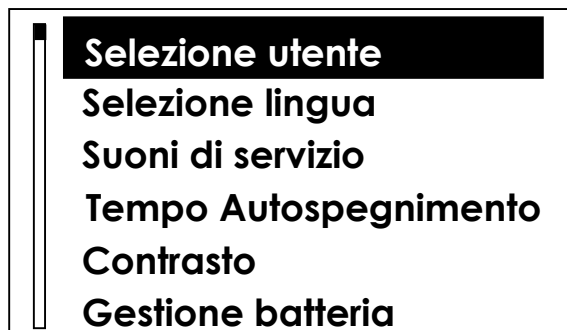 Selezione utente
Selezione lingua
Suoni di servizio
Tempo Autospegnimento
Contrasto
Gestione batteria